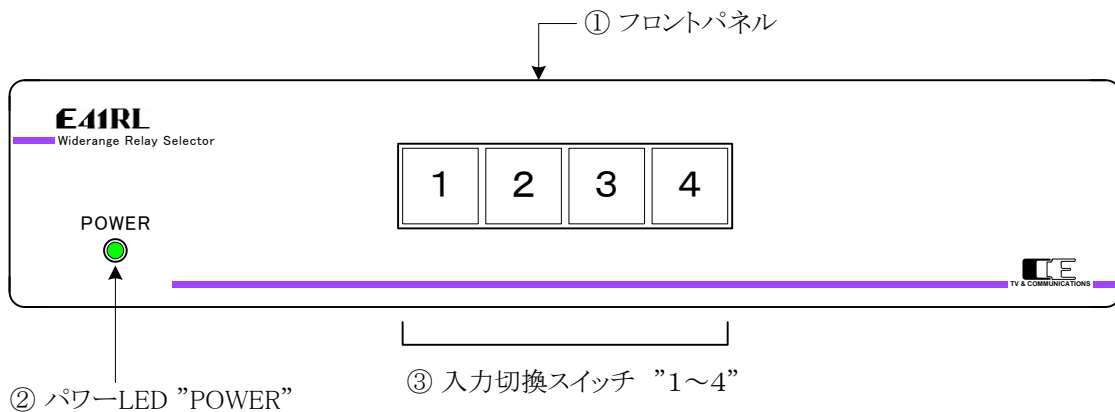 ① フロントパネル
E41RL
Widerange Relay Selector
1 2 3 4
POWER
CE
TV & COMMUNICATIONS
③ 入力切換スイッチ ”1~4”
② パワーLED ”POWER”